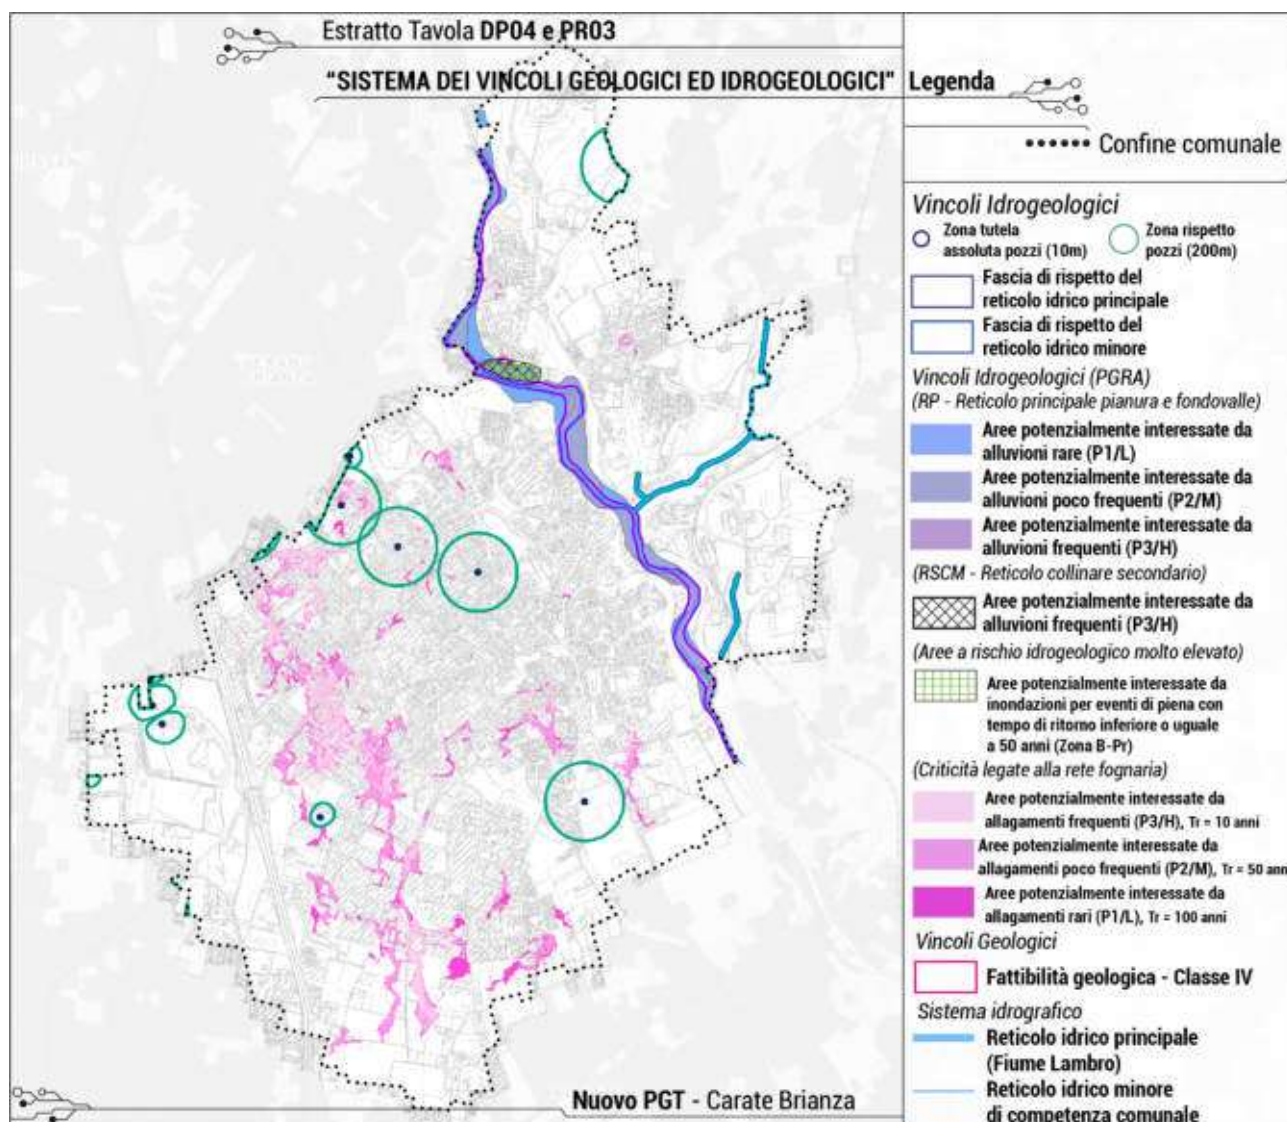 Estratto Tavola DP04 e PR03
"SISTEMA DEI VINCOLI GEOLOGICI ED IDROGEOLOGICI"
Legenda
Confine comunale
Vincoli Idrogeologici
Zona tutela
assoluta pozzi (10m)
Zona rispetto
pozzi (200m)
Fascia di rispetto del
reticolo idrico principale
Fascia di rispetto del
reticolo idrico minore
Vincoli Idrogeologici (PGRA)
(RP - Reticolo principale pianura e fondovalle)
Aree potenzialmente interessate da
alluvioni rare (P1/L)
Aree potenzialmente interessate da
alluvioni poco frequenti (P2/M)
Aree potenzialmente interessate da
alluvioni frequenti (P3/H)
(RSCM - Reticolo collinare secondario)
Aree potenzialmente interessate da
alluvioni frequenti (P3/H)
(Aree a rischio idrogeologico molto elevato)
Aree potenzialmente interessate da
inondazioni per eventi di piena con
tempo di ritorno inferiore o uguale
a 50 anni (Zona B-Pr)
(Criticità legate alla rete fognaria)
Aree potenzialmente interessate da
allagamenti frequenti (P3/H), Tr = 10 anni
Aree potenzialmente interessate da
allagamenti poco frequenti (P2/M), Tr = 50 ann
Aree potenzialmente interessate da
allagamenti rari (P1/L), Tr = 100 anni
Vincoli Geologici
Fattibilità geologica - Classe IV
Sistema idrografico
Reticolo idrico principale
(Fiume Lambro)
Reticolo idrico minore
di competenza comunale
Nuovo PGT - Carate Brianza